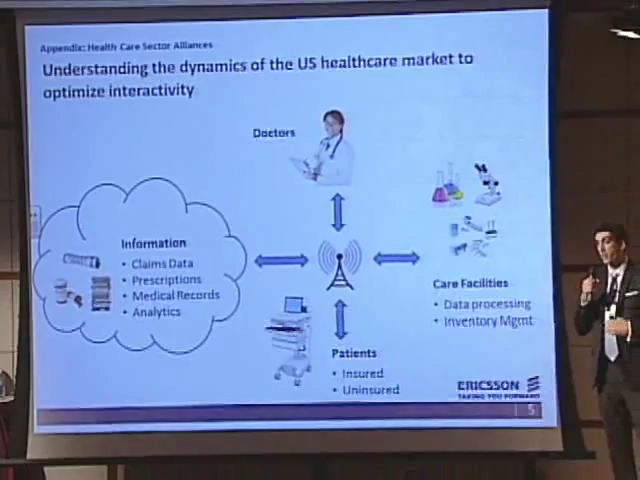 Appendix: Health Care Sector Alliances
Understanding the dynamics of the US healthcare market to
optimize interactivity
Doctors
Information
• Claims Data
• Prescriptions
• Medical Records
• Analytics
Care Facilities
• Data processing
• Inventory Mgmt
Patients
• Insured
• Uninsured
ERICSSON
TAKING YOU FORWARD
5